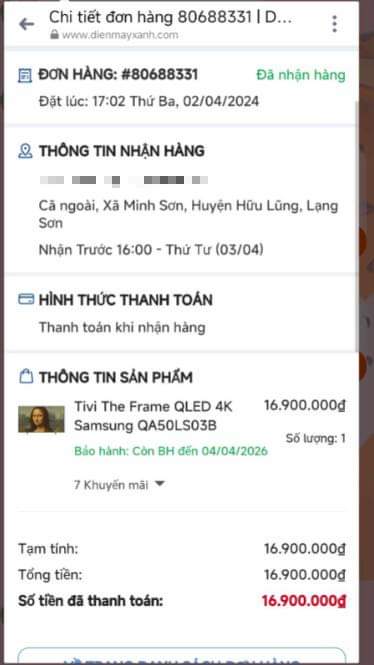 Chi tiết đơn hàng 80688331 | D...
www.dienmayxanh.com
ĐƠN HÀNG: #80688331
Đã nhận hàng
Đặt lúc: 17:02 Thứ Ba, 02/04/2024
THÔNG TIN NHẬN HÀNG
Cã ngoài, Xã Minh Sơn, Huyện Hữu Lũng, Lạng
Sơn
Nhận Trước 16:00 - Thứ Tư (03/04)
HÌNH THỨC THANH TOÁN
Thanh toán khi nhận hàng
THÔNG TIN SẢN PHẨM
Tivi The Frame QLED 4K
Samsung QA50LS03B
16.900.000₫
Số lượng: 1
Bảo hành: Còn BH đến 04/04/2026
7 Khuyến mãi
Tạm tính: 16.900.000₫
Tổng tiền: 16.900.000₫
Số tiền đã thanh toán: 16.900.000₫